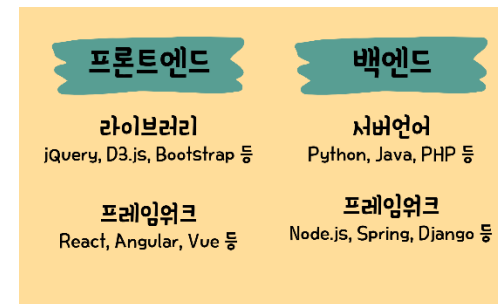 프론트엔드
라이브러리
jQuery, D3.js, Bootstrap 등
프레임워크
React, Angular, Vue 등
백엔드
서버언어
Python, Java, PHP 등
프레임워크
Node.js, Spring, Django 등